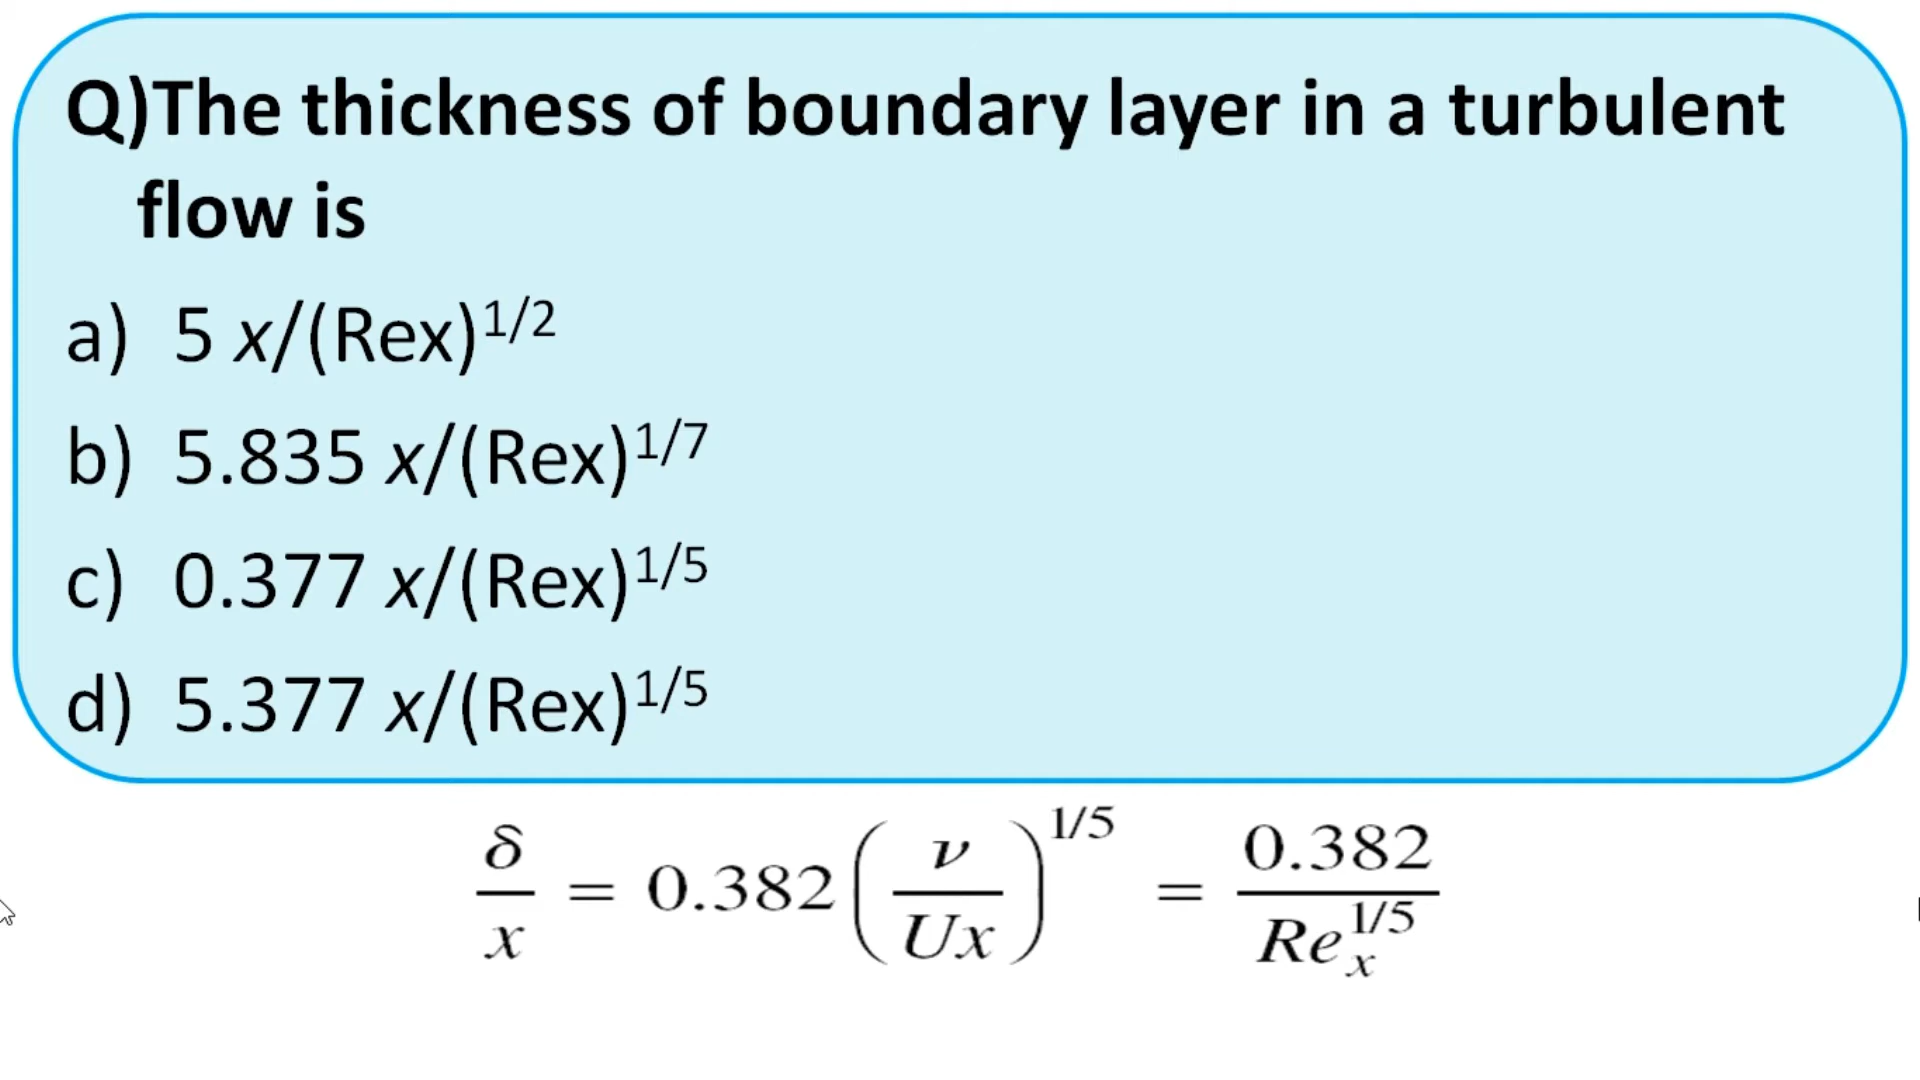 Q)The thickness of boundary layer in a turbulent
flow is
a) 5 x/(Rex)^1/2
b) 5.835 x/(Rex)^1/7
c) 0.377 x/(Rex)^1/5
d) 5.377 x/(Rex)^1/5
δ/x = 0.382 (ν/Ux)^1/5 = 0.382/Re_x^1/5